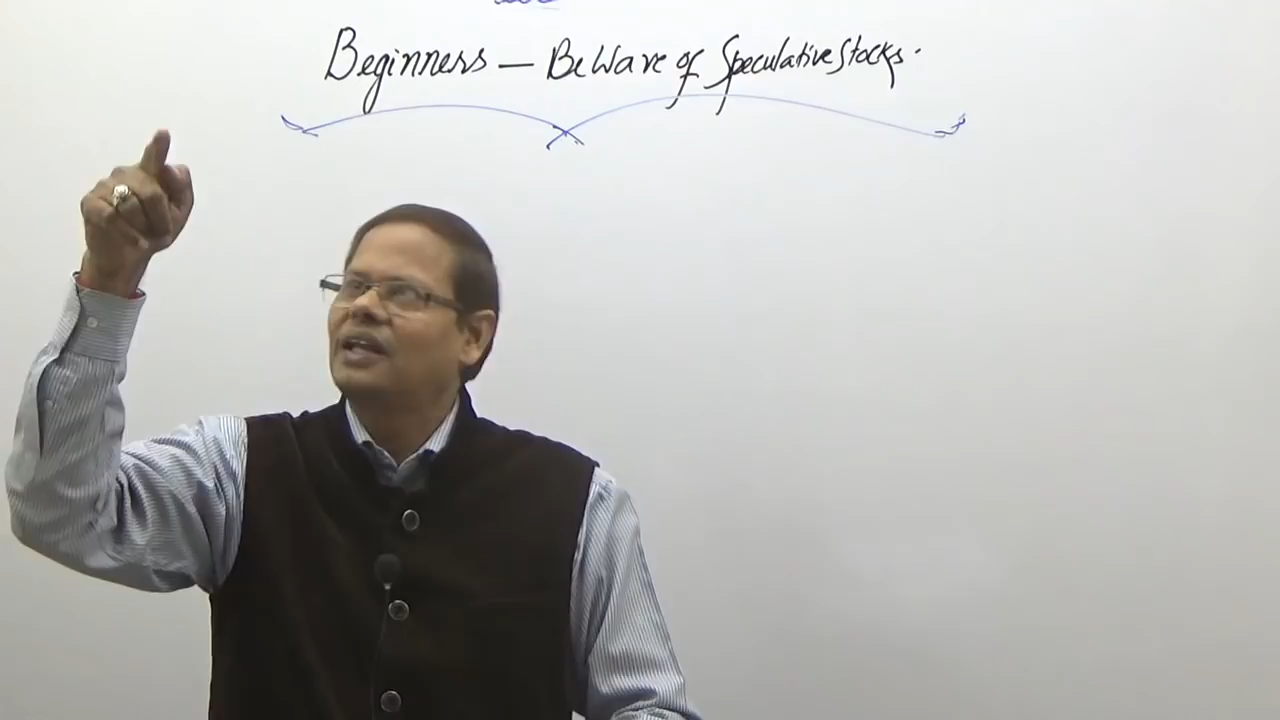 Beginners — BeWare of Speculative Stocks.